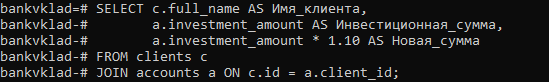 bankvklad=# SELECT c.full_name AS Имя_клиента,
bankvklad-#        a.investment_amount AS Инвестиционная_сумма,
bankvklad-#        a.investment_amount * 1.10 AS Новая_сумма
bankvklad-# FROM clients c
bankvklad-# JOIN accounts a ON c.id = a.client_id;